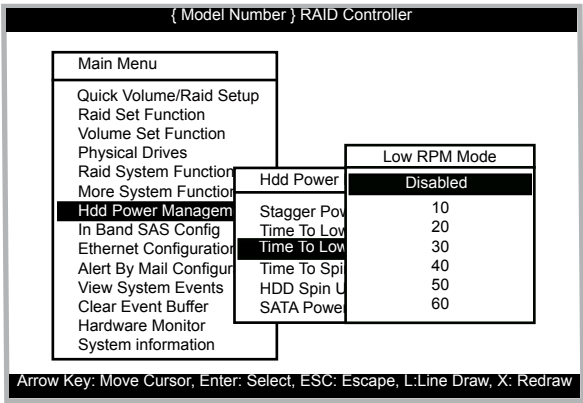 { Model Number } RAID Controller
Main Menu
Quick Volume/Raid Setup
Raid Set Function
Volume Set Function
Physical Drives
Raid System Function
More System Function
Hdd Power Managem
In Band SAS Config
Ethernet Configuration
Alert By Mail Configur
View System Events
Clear Event Buffer
Hardware Monitor
System information
Hdd Power
Stagger Pow
Time To Low
Time To Low
Time To Spi
HDD Spin U
SATA Power
Low RPM Mode
Disabled
10
20
30
40
50
60
Arrow Key: Move Cursor, Enter: Select, ESC: Escape, L:Line Draw, X: Redraw